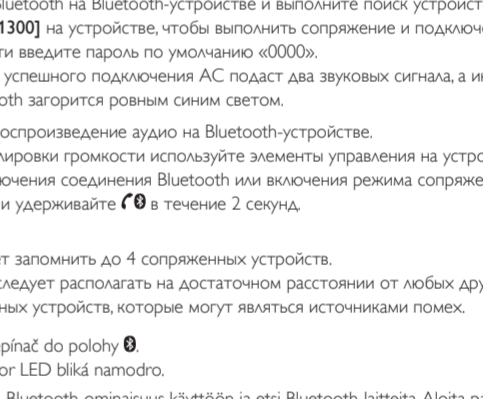 Bluetooth на Bluetooth-устройстве и выполните поиск устройст
1300] на устройстве, чтобы выполнить сопряжение и подключе
ти введите пароль по умолчанию «0000».
успешного подключения АС подаст два звуковых сигнала, а ин
oth загорится ровным синим светом.
оспроизведение аудио на Bluetooth-устройстве.
лировки громкости используйте элементы управления на устро
ючения соединения Bluetooth или включения режима сопряже
и удерживайте в течение 2 секунд.
ет запомнить до 4 сопряженных устройств.
следует располагать на достаточном расстоянии от любых дру
ных устройств, которые могут являться источниками помех.
epínač do polohy .
or LED bliká namodro.
Bluetooth-ominaisuus käyttöön ja etsi Bluetooth-laitteita. Aloita pa